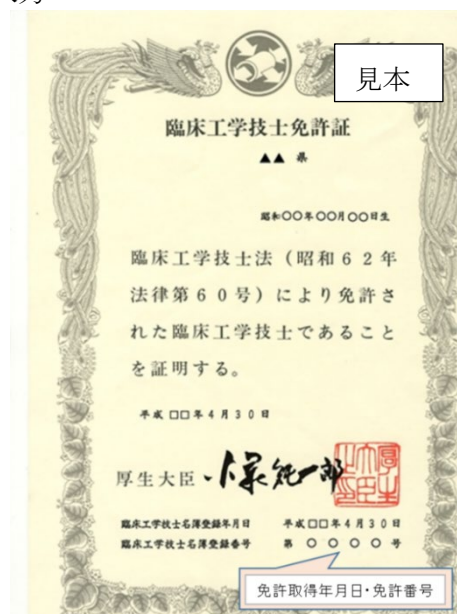 見本
臨床工学技士免許証
▲▲ 県
昭和〇〇年〇〇月〇〇日生
臨床工学技士法（昭和６２年
法律第６０号）により免許さ
れた臨床工学技士であること
を証明する。
平成 □□年４月３０日
厚生大臣 小泉純一郎
臨床工学技士名簿登録年月日 平成□□年４月３０日
臨床工学技士名簿登録番号 第 〇 〇 〇 〇 号
免許取得年月日・免許番号